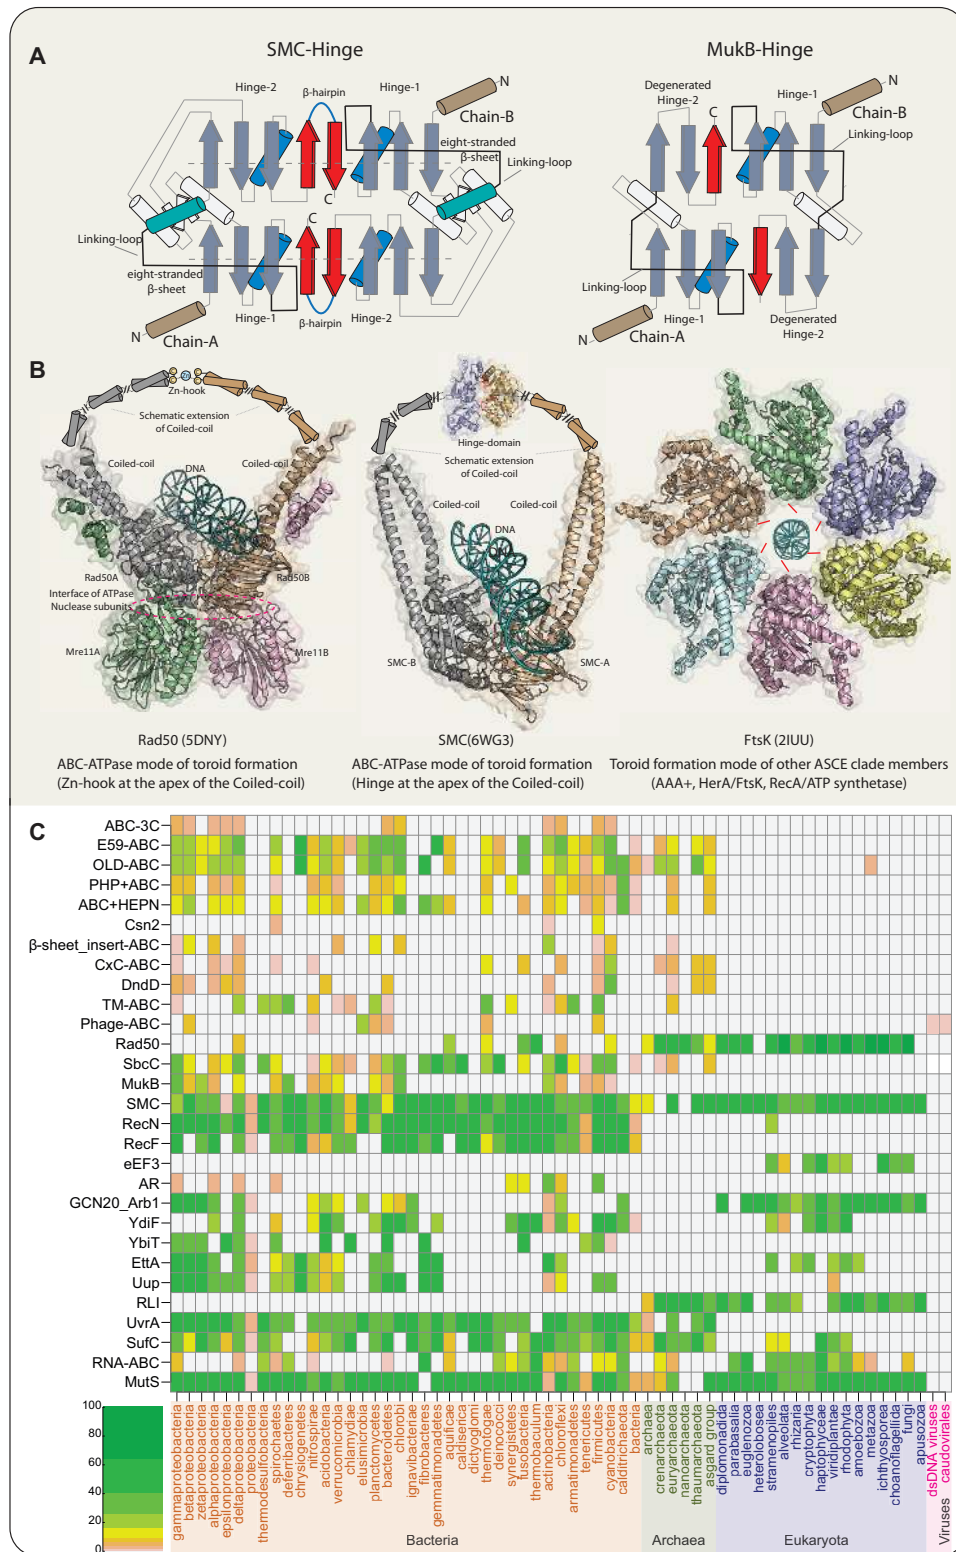 A
SMC-Hinge
MukB-Hinge
Hinge-2
β-hairpin
Hinge-1
N
Chain-B
eight-stranded
β-sheet
Linking-loop
C
C
Linking-loop
eight-stranded
β-sheet
Hinge-1
β-hairpin
Hinge-2
N
Chain-A
Degenerated
Hinge-2
C
Hinge-1
N
Chain-B
Linking-loop
Linking-loop
Hinge-1
N
Chain-A
Degenerated
Hinge-2
B
Zn
Zn-hook
Schematic extension
of Coiled-coil
Coiled-coil
DNA
Coiled-coil
Rad50A
Rad50B
Interface of ATPase
Nuclease subunits
Mre11A
Mre11B
Rad50 (5DNY)
ABC-ATPase mode of toroid formation
(Zn-hook at the apex of the Coiled-coil)
Hinge-domain
Schematic extension
of Coiled-coil
Coiled-coil
Coiled-coil
DNA
SMC-B
SMC-A
SMC(6WG3)
ABC-ATPase mode of toroid formation
(Hinge at the apex of the Coiled-coil)
FtsK (2IUU)
Toroid formation mode of other ASCE clade members
(AAA+, HerA/FtsK, RecA/ATP synthetase)
C
ABC-3C
E59-ABC
OLD-ABC
PHP+ABC
ABC+HEPN
Csn2
β-sheet_insert-ABC
CxC-ABC
DndD
TM-ABC
Phage-ABC
Rad50
SbcC
MukB
SMC
RecN
RecF
eEF3
AR
GCN20_Arb1
YdiF
YbiT
EttA
Uup
RLI
UvrA
SufC
RNA-ABC
MutS
100
60
40
20
0
gammaproteobacteria
betaproteobacteria
zetaproteobacteria
alphaproteobacteria
epsilonproteobacteria
deltaproteobacteria
proteobacteria
thermodesulfobacteria
spirochaetes
deferribacteres
chrysiogenetes
nitrospirae
acidobacteria
verrucomicrobia
chlamydiae
elusimicrobia
planctomycetes
bacteroidetes
chlorobi
ignavibacteriae
fibrobacteres
gemmatimonadetes
aquificae
caldiserica
dictyoglomi
thermotogae
deinococci
synergistetes
fusobacteria
thermobaculum
actinobacteria
chloroflexi
armatimonadetes
tenericutes
firmicutes
cyanobacteria
calditrichaeota
bacteria
archaea
crenarchaeota
euryarchaeota
nanoarchaeota
thaumarchaeota
asgard group
diplomonadida
parabasalia
euglenozoa
heterolobosea
stramenopiles
alveolata
rhizaria
cryptophyta
haptophyceae
viridiplantae
rhodophyta
amoebozoa
metazoa
ichthyosporea
choanoflagellida
fungi
apusozoa
dsDNA viruses
caudovirales
Bacteria
Archaea
Eukaryota
Viruses